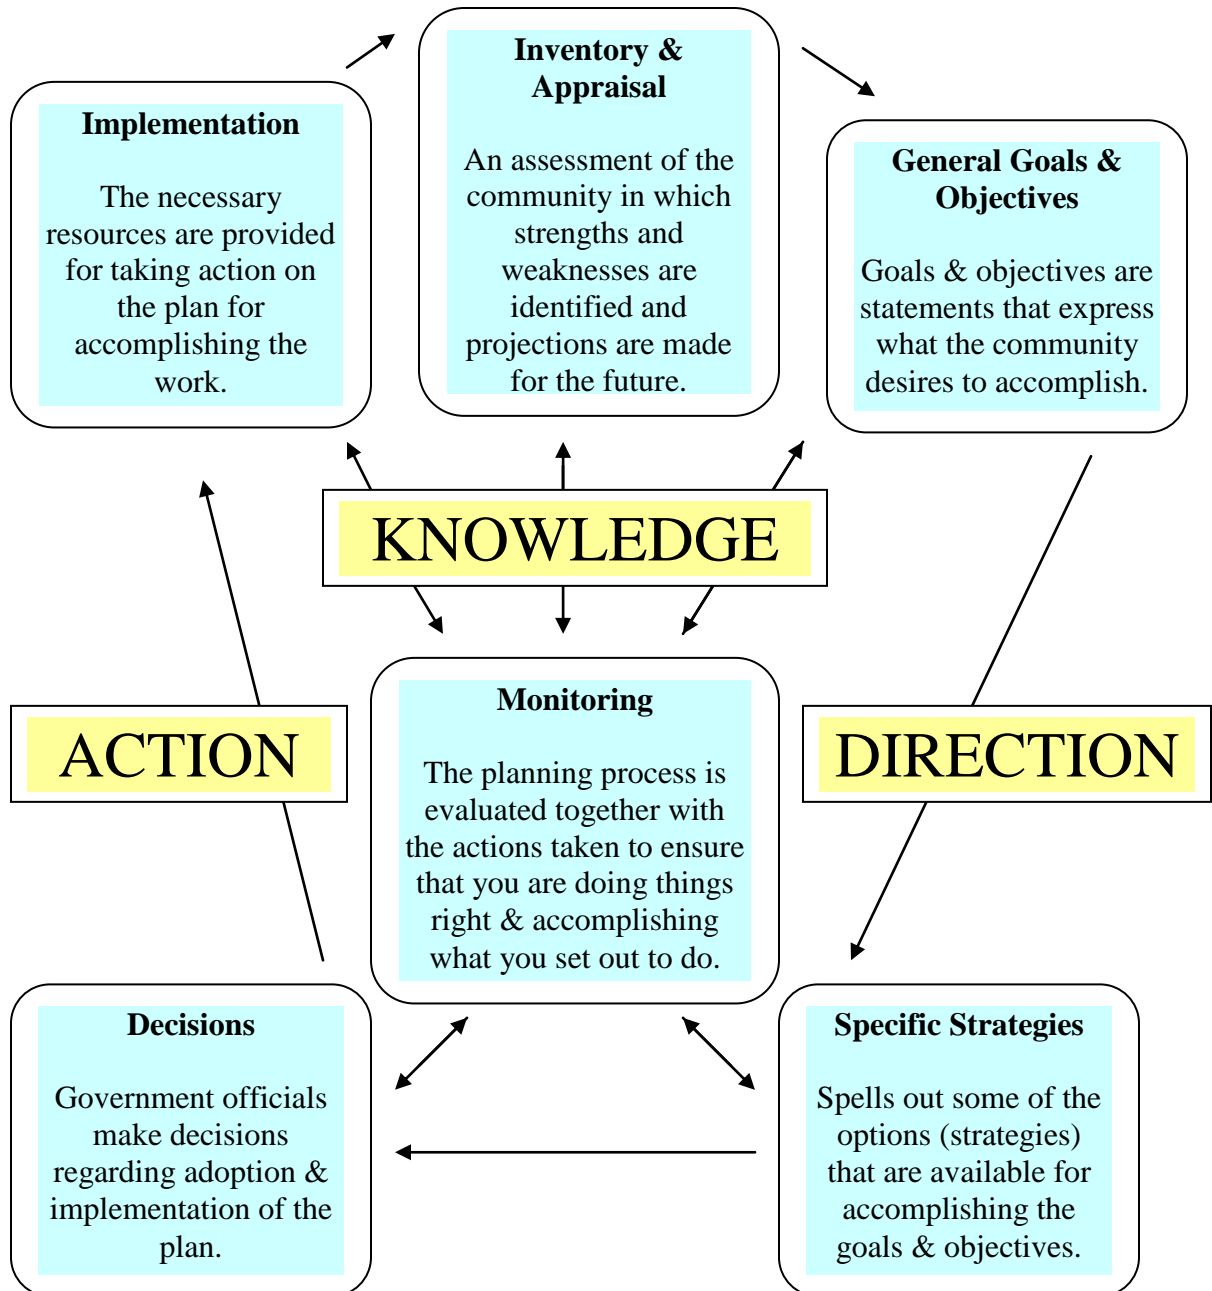 Inventory &
Appraisal
An assessment of the
community in which
strengths and
weaknesses are
identified and
projections are made
for the future.
Implementation
The necessary
resources are provided
for taking action on
the plan for
accomplishing the
work.
General Goals &
Objectives
Goals & objectives are
statements that express
what the community
desires to accomplish.
KNOWLEDGE
ACTION
Monitoring
The planning process is
evaluated together with
the actions taken to ensure
that you are doing things
right & accomplishing
what you set out to do.
DIRECTION
Decisions
Government officials
make decisions
regarding adoption &
implementation of the
plan.
Specific Strategies
Spells out some of the
options (strategies)
that are available for
accomplishing the
goals & objectives.